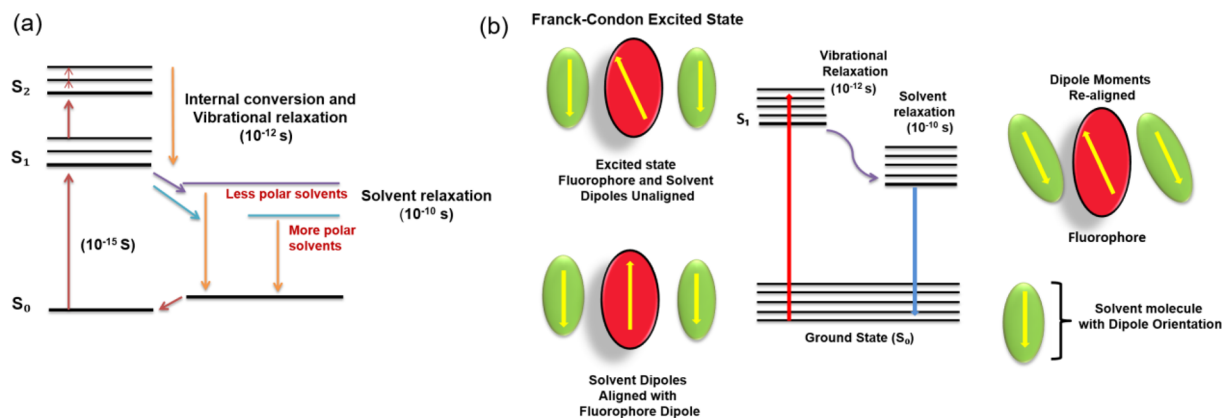 (a)
S₂
Internal conversion and
Vibrational relaxation
(10⁻¹² s)
S₁
Less polar solvents
Solvent relaxation
(10⁻¹⁰ s)
More polar
solvents
(10⁻¹⁵ S)
S₀
(b)
Franck-Condon Excited State
Excited state
Fluorophore and Solvent
Dipoles Unaligned
Solvent Dipoles
Aligned with
Fluorophore Dipole
Vibrational
Relaxation
(10⁻¹² s)
S₁
Solvent
relaxation
(10⁻¹⁰ s)
Ground State (S₀)
Dipole Moments
Re-aligned
Fluorophore
Solvent molecule
with Dipole Orientation